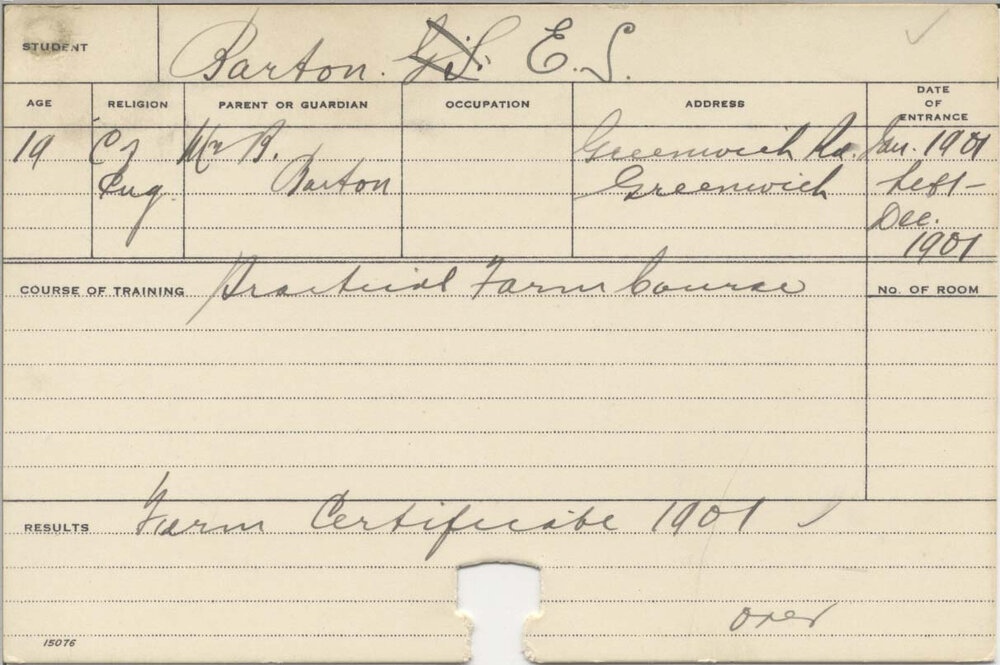 STUDENT Barton. E.S.
AGE RELIGION PARENT OR GUARDIAN OCCUPATION ADDRESS DATE OF ENTRANCE
19 C of Mr B. Greenwich Rd. Jan. 1901
Eng. Barton Greenwich Left -
Dec.
1901
COURSE OF TRAINING Practical Farm Course No. OF ROOM
RESULTS Farm Certificate 1901 ✓
over
15076